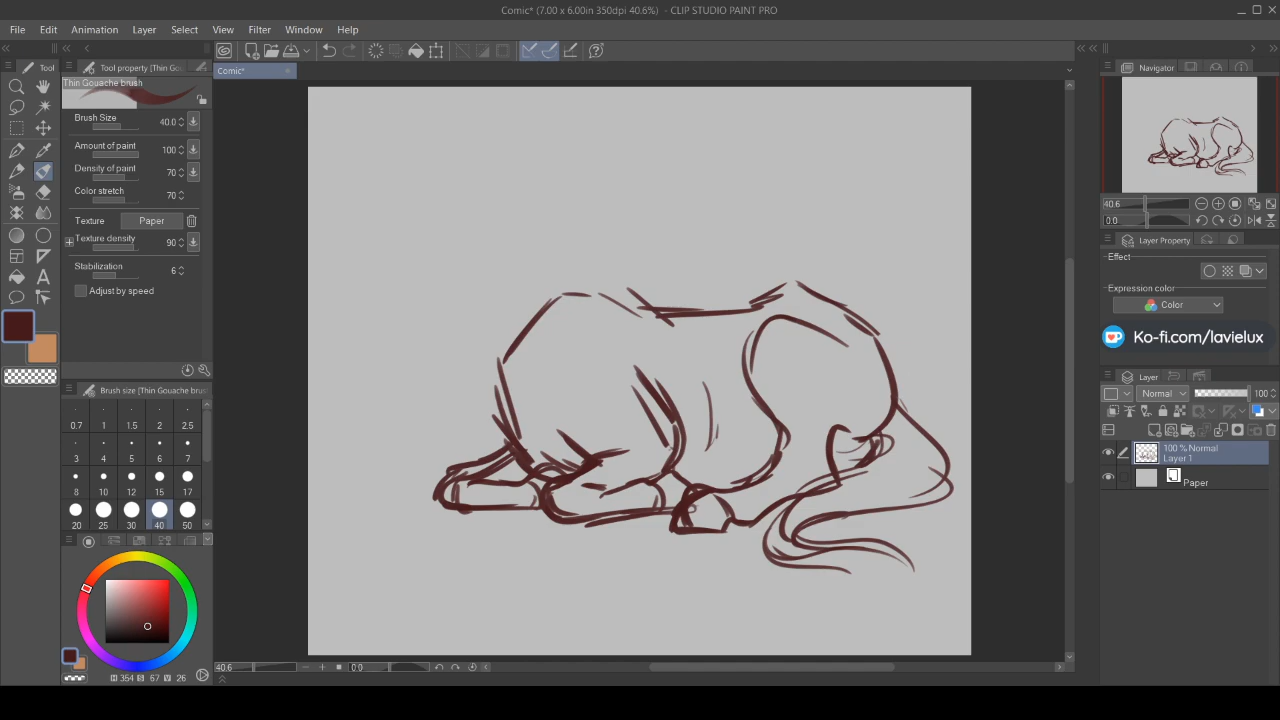 Comic* (7.00 x 6.00in 350dpi 40.6%) - CLIP STUDIO PAINT PRO
File Edit Animation Layer Select View Filter Window Help
Tool
Tool property [Thin Go
Comic*
Navigator
Thin Gouache brush
Brush Size 40.0
Amount of paint 100
Density of paint 70
Color stretch 70
Texture Paper
Texture density 90
Stabilization 6
Adjust by speed
Brush size [Thin Gouache brus
0.7 1 1.5 2 2.5
3 4 5 6 7
8 10 12 15 17
20 25 30 40 50
H 354 S 67 V 26
40.6 0.0
40.6
0.0
Layer Property
Effect
Expression color
Color
Ko-fi.com/lavielux
Layer
Normal 100
100 % Normal
Layer 1
Paper